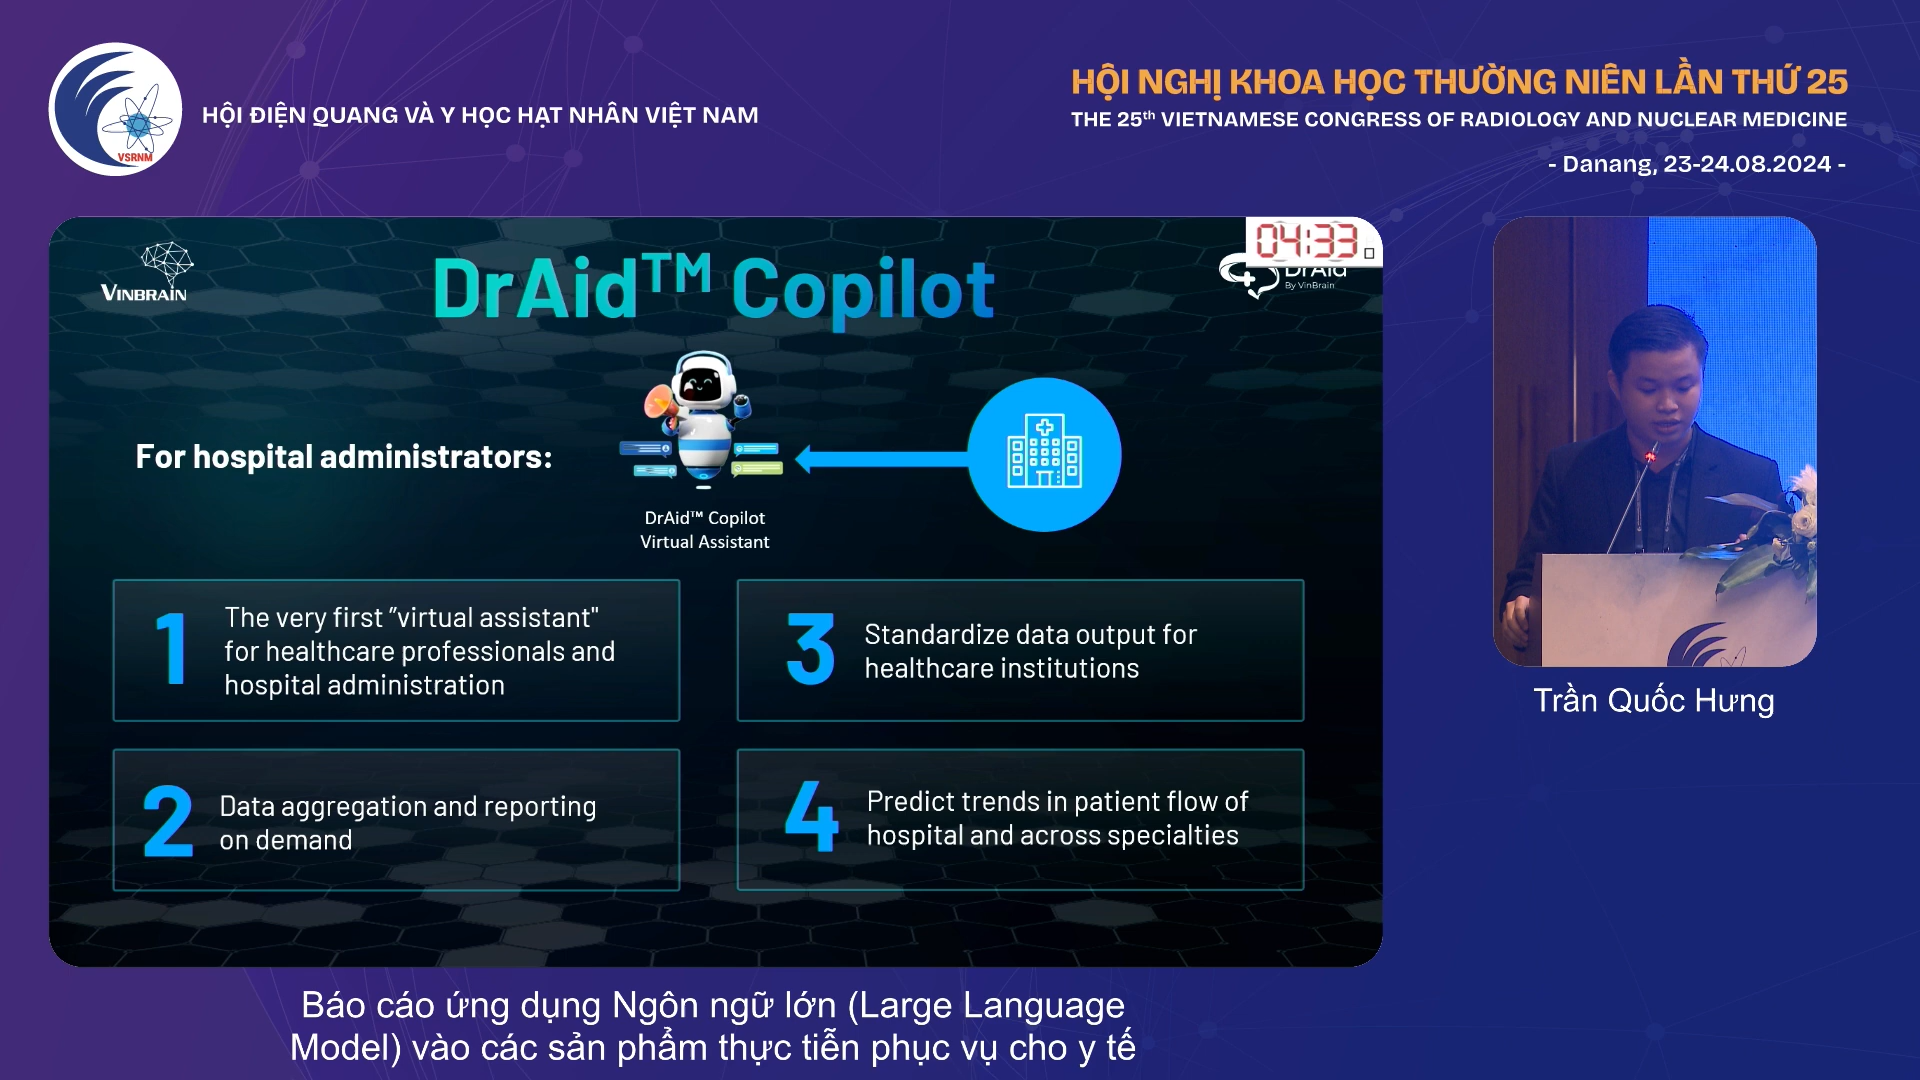 VSRNM
HỘI ĐIỆN QUANG VÀ Y HỌC HẠT NHÂN VIỆT NAM
HỘI NGHỊ KHOA HỌC THƯỜNG NIÊN LẦN THỨ 25
THE 25th VIETNAMESE CONGRESS OF RADIOLOGY AND NUCLEAR MEDICINE
- Danang, 23-24.08.2024 -
VINBRAIN
DrAid™ Copilot
04:33
DrAid
By VinBrain
For hospital administrators:
DrAid™ Copilot
Virtual Assistant
1
The very first ”virtual assistant"
for healthcare professionals and
hospital administration
2
Data aggregation and reporting
on demand
3
Standardize data output for
healthcare institutions
4
Predict trends in patient flow of
hospital and across specialties
Trần Quốc Hưng
Báo cáo ứng dụng Ngôn ngữ lớn (Large Language
Model) vào các sản phẩm thực tiễn phục vụ cho y tế